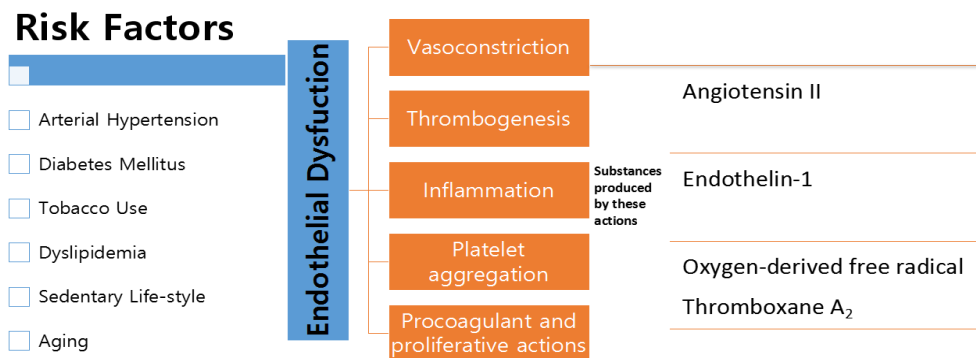 Risk Factors
Arterial Hypertension
Diabetes Mellitus
Tobacco Use
Dyslipidemia
Sedentary Life-style
Aging
Endothelial Dysfuction
Vasoconstriction
Thrombogenesis
Inflammation
Platelet
aggregation
Procoagulant and
proliferative actions
Substances
produced
by these
actions
Angiotensin II
Endothelin-1
Oxygen-derived free radical
Thromboxane A₂